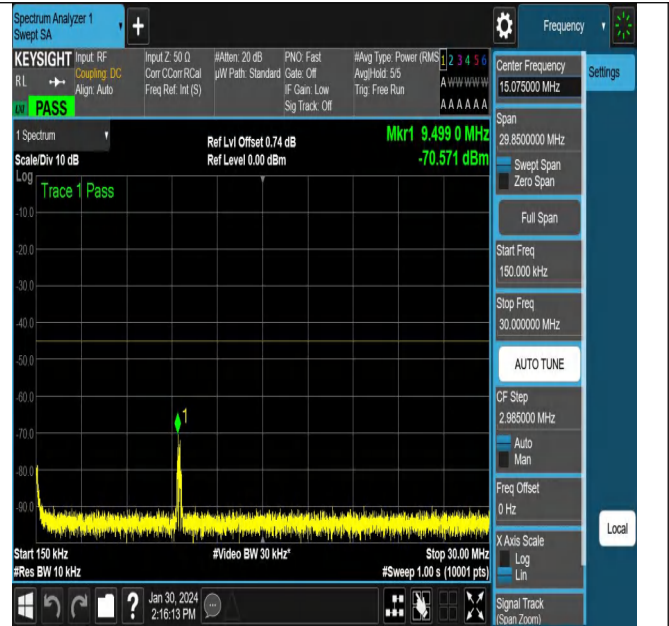 Spectrum Analyzer 1
Swept SA
+
Frequency
KEYSIGHT
RL
Input: RF
Coupling: DC
Align: Auto
Input Z: 50 Ω
Corr CCorr RCal
Freq Ref: Int (S)
#Atten: 20 dB
µW Path: Standard
PNO: Fast
Gate: Off
IF Gain: Low
Sig Track: Off
#Avg Type: Power (RMS
Avg|Hold: 5/5
Trig: Free Run
1 2 3 4 5 6
A W W W W W
A A A A A A
LXI PASS
1 Spectrum
Scale/Div 10 dB
Ref Lvl Offset 0.74 dB
Ref Level 0.00 dBm
Mkr1 9.499 0 MHz
-70.571 dBm
Log
Trace 1 Pass
-10.0
-20.0
-30.0
-40.0
-50.0
-60.0
-70.0
-80.0
-90.0
1
Start 150 kHz
#Res BW 10 kHz
#Video BW 30 kHz*
Stop 30.00 MHz
#Sweep 1.00 s (10001 pts)
Jan 30, 2024
2:16:13 PM
Center Frequency
15.075000 MHz
Settings
Span
29.8500000 MHz
Swept Span
Zero Span
Full Span
Start Freq
150.000 kHz
Stop Freq
30.000000 MHz
AUTO TUNE
CF Step
2.985000 MHz
Auto
Man
Freq Offset
0 Hz
X Axis Scale
Log
Lin
Local
Signal Track
(Span Zoom)